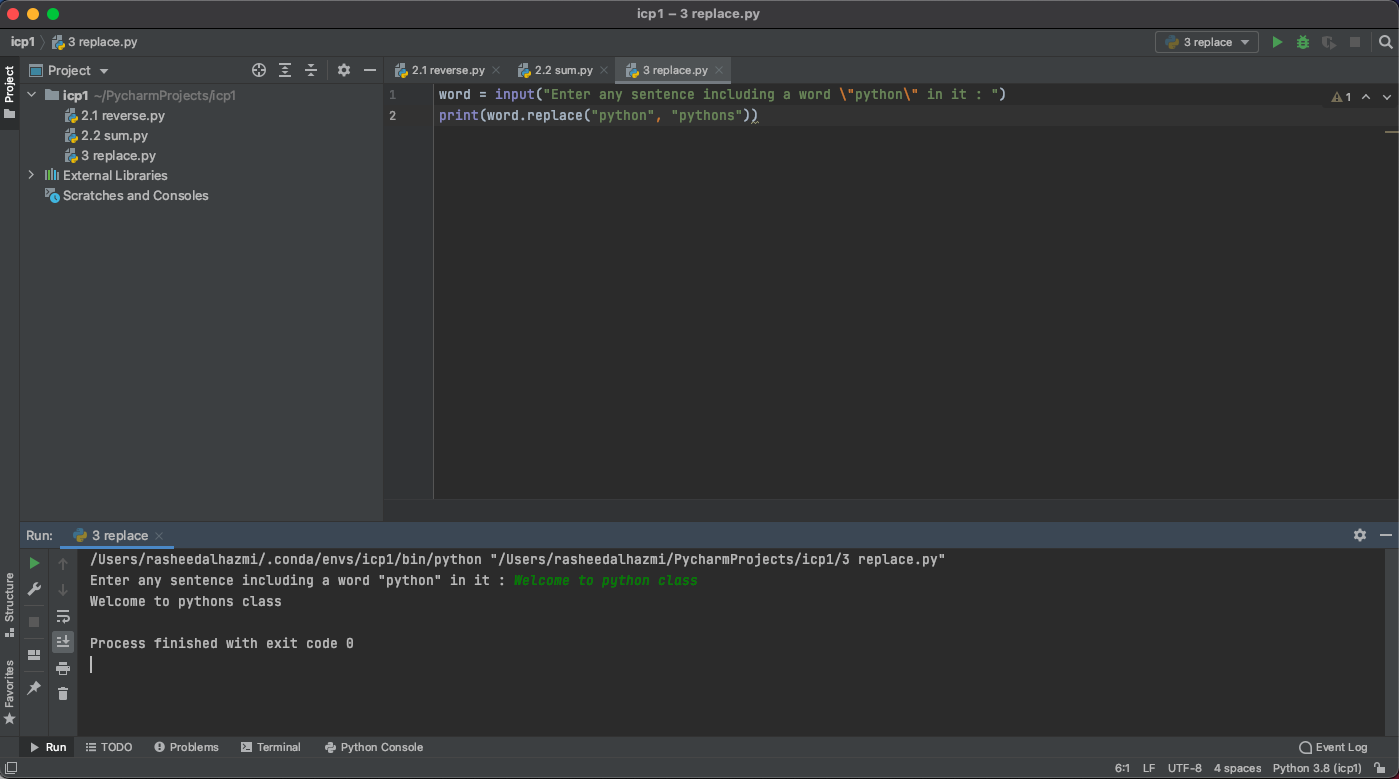 icp1 – 3 replace.py
icp1 3 replace.py
3 replace
Project
Project
2.1 reverse.py
2.2 sum.py
3 replace.py
icp1 ~/PycharmProjects/icp1
2.1 reverse.py
2.2 sum.py
3 replace.py
External Libraries
Scratches and Consoles
1 word = input("Enter any sentence including a word \"python\" in it : ")
2 print(word.replace("python", "pythons"))
1
Run: 3 replace
/Users/rasheedalhazmi/.conda/envs/icp1/bin/python "/Users/rasheedalhazmi/PycharmProjects/icp1/3 replace.py"
Enter any sentence including a word "python" in it : Welcome to python class
Welcome to pythons class
Process finished with exit code 0
Structure
Favorites
Run TODO Problems Terminal Python Console Event Log
6:1 LF UTF-8 4 spaces Python 3.8 (icp1)